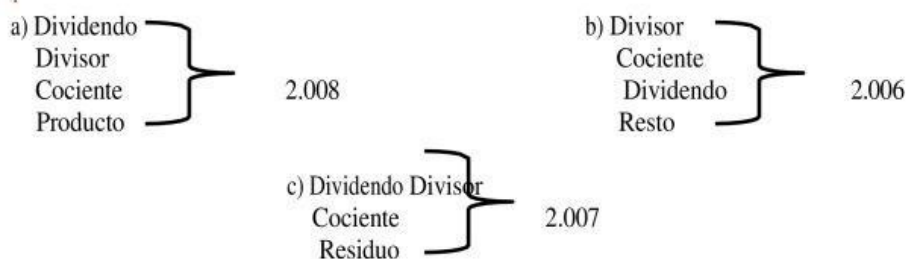 a) Dividendo
Divisor
Cociente
Producto
2.008
b) Divisor
Cociente
Dividendo
Resto
2.006
c) Dividendo Divisor
Cociente
Residuo
2.007